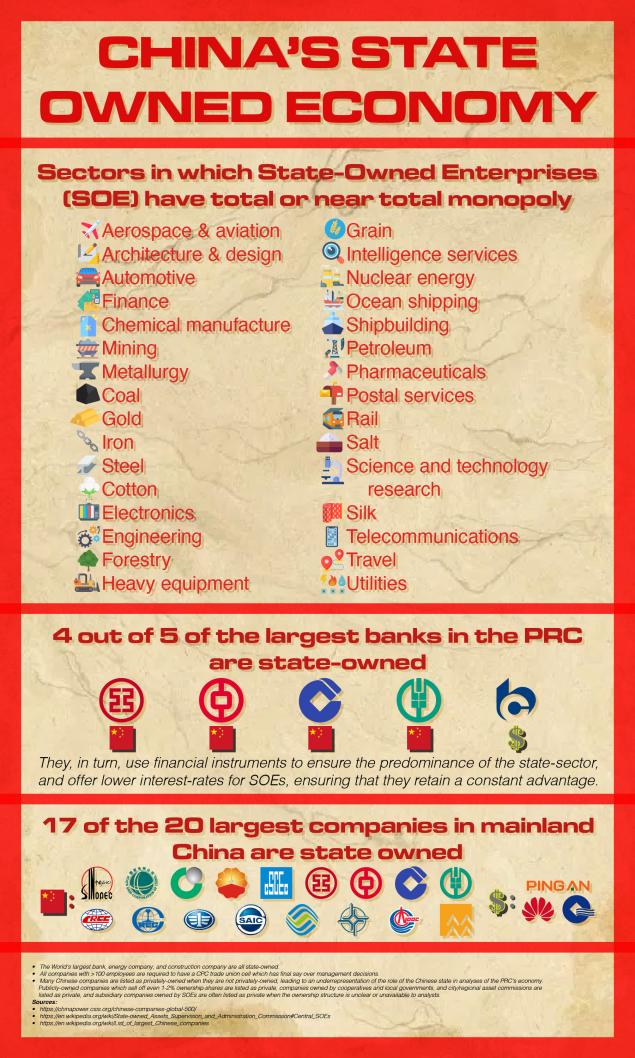 CHINA'S STATE
OWNED ECONOMY
Sectors in which State-Owned Enterprises
(SOE) have total or near total monopoly
Aerospace & aviation
Architecture & design
Automotive
Finance
Chemical manufacture
Mining
Metallurgy
Coal
Gold
Iron
Steel
Cotton
Electronics
Engineering
Forestry
Heavy equipment
Grain
Intelligence services
Nuclear energy
Ocean shipping
Shipbuilding
Petroleum
Pharmaceuticals
Postal services
Rail
Salt
Science and technology
research
Silk
Telecommunications
Travel
Utilities
4 out of 5 of the largest banks in the PRC
are state-owned
They, in turn, use financial instruments to ensure the predominance of the state-sector,
and offer lower interest-rates for SOEs, ensuring that they retain a constant advantage.
17 of the 20 largest companies in mainland
China are state owned
SINOPEC
CSCEC
PING AN
CREC
SAIC
CNOOC
• The World's largest bank, energy company, and construction company are all state-owned.
• All companies with >100 employees are required to have a CPC trade union cell which has final say over management decisions
• Many Chinese companies are listed as privately-owned when they are not privately-owned, leading to an underrepresentation of the role of the Chinese state in analyses of the PRC's economy.
Publicly-owned companies which sell off even 1-2% ownership shares are listed as private, companies owned by cooperatives and local governments, and city/regional asset commissions are
listed as private, and subsidiary companies owned by SOEs are often listed as private when the ownership structure is unclear or unavailable to analysts.
Sources:
• https://chinapower.csis.org/chinese-companies-global-500/
• https://en.wikipedia.org/wiki/State-owned_Assets_Supervision_and_Administration_Commission#Central_SOEs
• https://en.wikipedia.org/wiki/List_of_largest_Chinese_companies